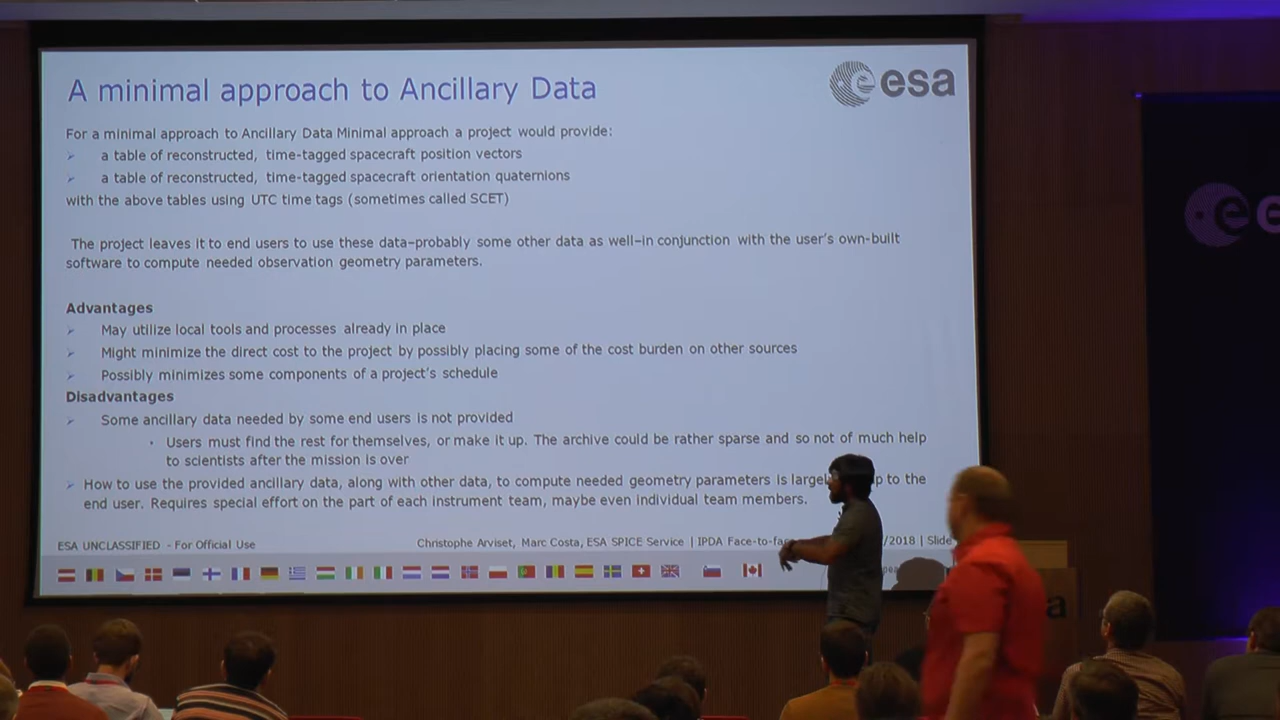 A minimal approach to Ancillary Data
esa
For a minimal approach to Ancillary Data Minimal approach a project would provide:
➢ a table of reconstructed, time-tagged spacecraft position vectors
➢ a table of reconstructed, time-tagged spacecraft orientation quaternions
with the above tables using UTC time tags (sometimes called SCET)
The project leaves it to end users to use these data–probably some other data as well–in conjunction with the user's own-built
software to compute needed observation geometry parameters.
Advantages
➢ May utilize local tools and processes already in place
➢ Might minimize the direct cost to the project by possibly placing some of the cost burden on other sources
➢ Possibly minimizes some components of a project's schedule
Disadvantages
➢ Some ancillary data needed by some end users is not provided
• Users must find the rest for themselves, or make it up. The archive could be rather sparse and so not of much help
to scientists after the mission is over
➢ How to use the provided ancillary data, along with other data, to compute needed geometry parameters is to the
end user. Requires special effort on the part of each instrument team, maybe even individual team members.
ESA UNCLASSIFIED - For Official Use
Christophe Arviset, Marc Costa, ESA SPICE Service | IPDA /2018 | Slide
e
a